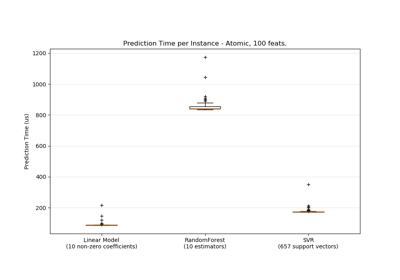 Prediction Time per Instance - Atomic, 100 feats.
1200
1000
800
600
400
200
Prediction Time (us)
Linear Model
(10 non-zero coefficients)
RandomForest
(10 estimators)
SVR
(657 support vectors)